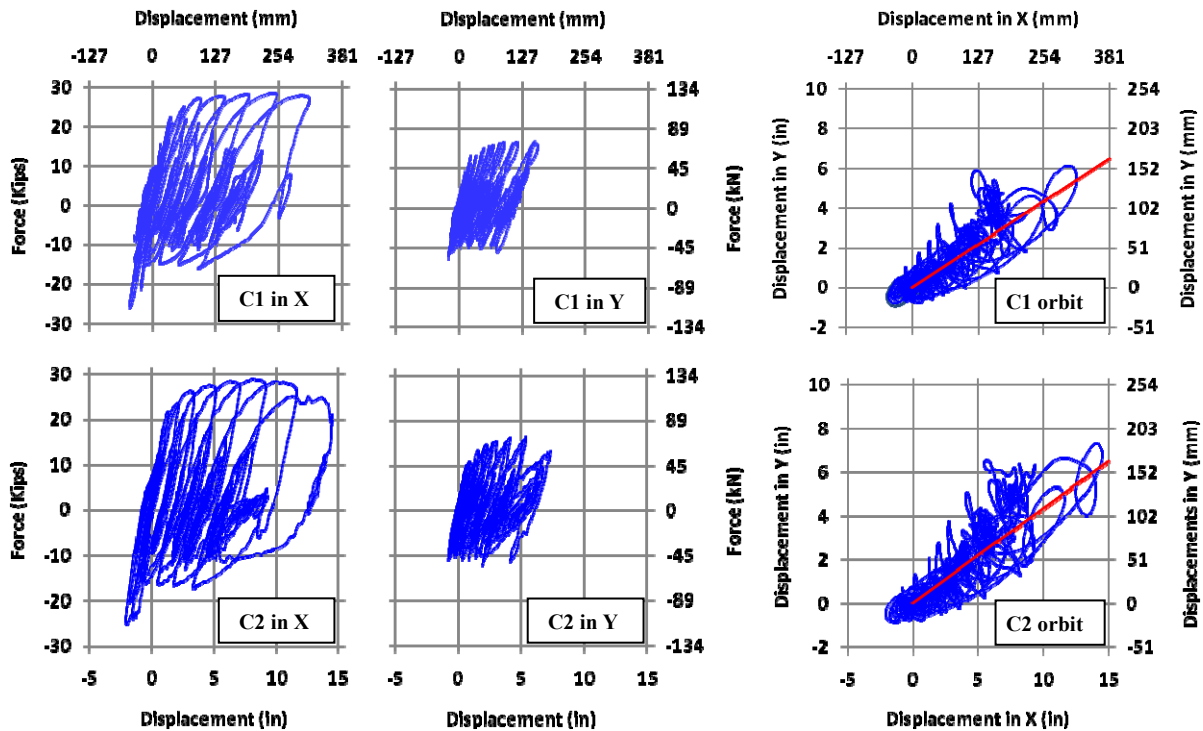 Displacement (mm)
-127 0 127 254 381
Displacement (mm)
-127 0 127 254 381
Displacement in X (mm)
-127 0 127 254 381
Force (Kips)
30
20
10
0
-10
-20
-30
C1 in X
C1 in Y
134
89
45
0
-45
-89
-134
Force (kN)
Displacement in Y (in)
10
8
6
4
2
0
-2
C1 orbit
254
203
152
102
51
0
-51
Displacement in Y (mm)
Force (Kips)
30
20
10
0
-10
-20
-30
C2 in X
C2 in Y
134
89
45
0
-45
-89
-134
Force (kN)
Displacement in Y (in)
10
8
6
4
2
0
-2
C2 orbit
254
203
152
102
51
0
-51
Displacements in Y (mm)
-5 0 5 10 15
Displacement (in)
-5 0 5 10 15
Displacement (in)
-5 0 5 10 15
Displacement in X (in)